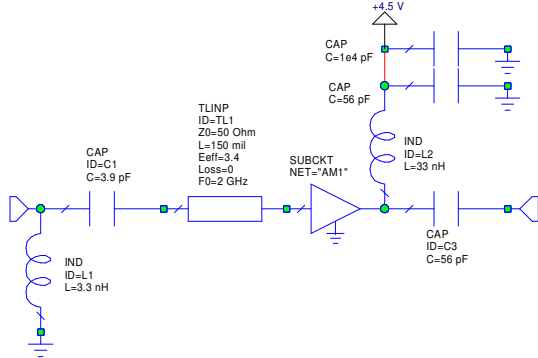 +4.5 V
CAP
C=1e4 pF
CAP
C=56 pF
TLINP
ID=TL1
Z0=50 Ohm
L=150 mil
Eeff=3.4
Loss=0
F0=2 GHz
CAP
ID=C1
C=3.9 pF
SUBCKT
NET="AM1"
IND
ID=L2
L=33 nH
CAP
ID=C3
C=56 pF
IND
ID=L1
L=3.3 nH